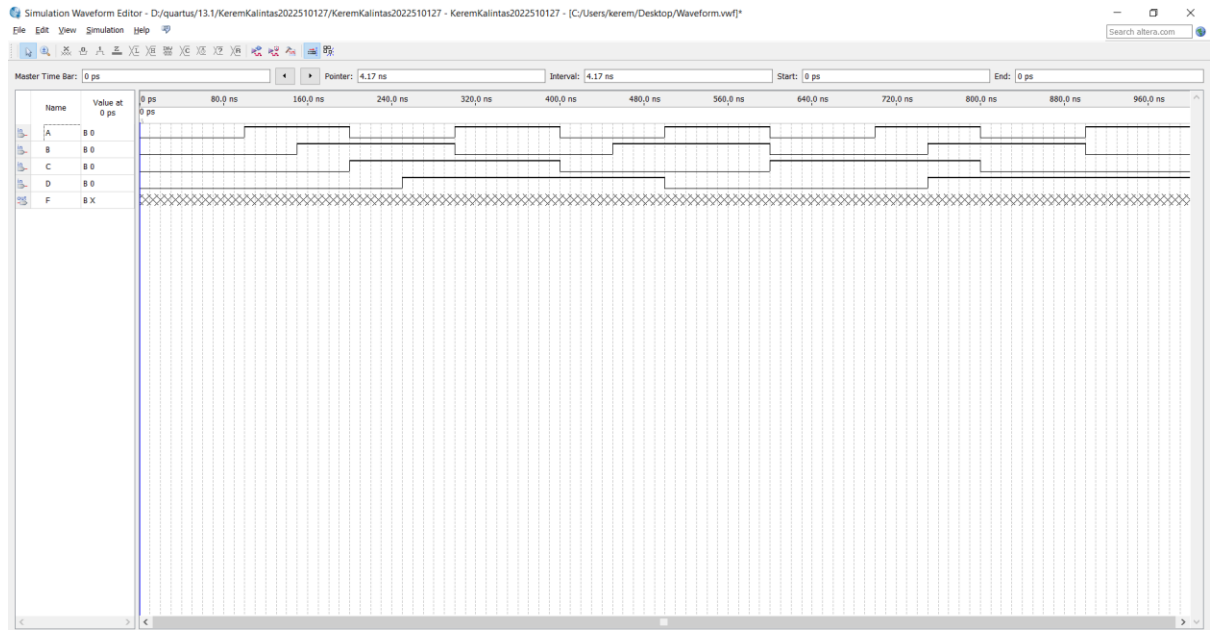 Simulation Waveform Editor - D:/quartus/13.1/KeremKalintas2022510127/KeremKalintas2022510127 - KeremKalintas2022510127 - [C:/Users/kerem/Desktop/Waveform.vwf]*
File Edit View Simulation Help
Search altera.com
Master Time Bar: 0 ps Pointer: 4.17 ns Interval: 4.17 ns Start: 0 ps End: 0 ps
Name Value at 0 ps
0 ps 80.0 ns 160.0 ns 240.0 ns 320.0 ns 400.0 ns 480.0 ns 560.0 ns 640.0 ns 720.0 ns 800.0 ns 880.0 ns 960.0 ns
0 ps
A B 0
B B 0
C B 0
D B 0
F B X